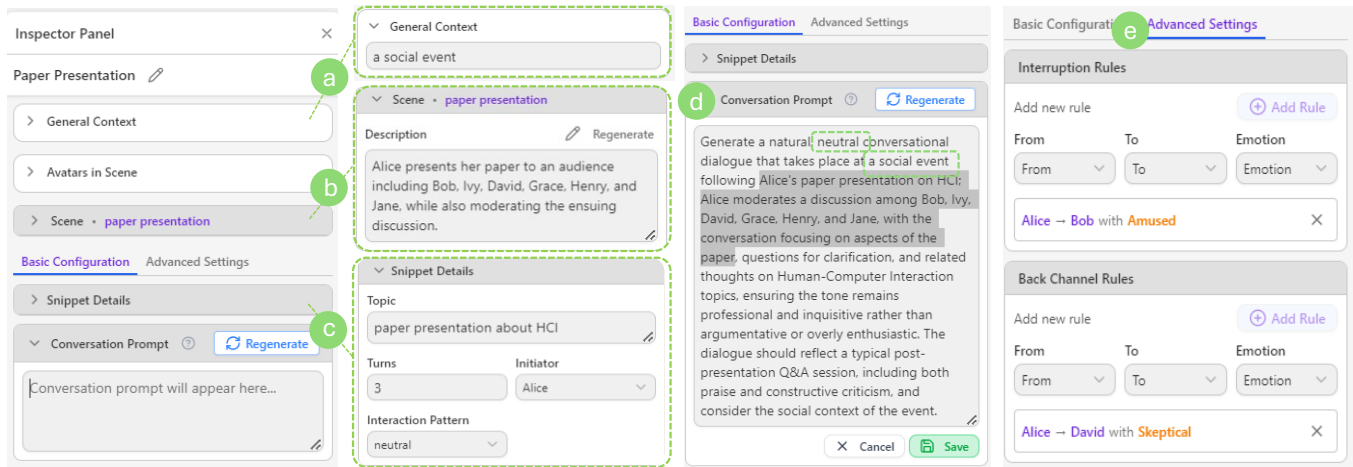 Inspector Panel
Paper Presentation
General Context
Avatars in Scene
Scene • paper presentation
Basic Configuration Advanced Settings
Snippet Details
Conversation Prompt
Regenerate
Conversation prompt will appear here...
a
b
c
General Context
a social event
Scene • paper presentation
Description
Regenerate
Alice presents her paper to an audience
including Bob, Ivy, David, Grace, Henry, and
Jane, while also moderating the ensuing
discussion.
Snippet Details
Topic
paper presentation about HCI
Turns Initiator
3 Alice
Interaction Pattern
neutral
Basic Configuration Advanced Settings
Snippet Details
d
Conversation Prompt
Regenerate
Generate a natural neutral conversational
dialogue that takes place at a social event
following Alice's paper presentation on HCI;
Alice moderates a discussion among Bob, Ivy,
David, Grace, Henry, and Jane, with the
conversation focusing on aspects of the
paper, questions for clarification, and related
thoughts on Human-Computer Interaction
topics, ensuring the tone remains
professional and inquisitive rather than
argumentative or overly enthusiastic. The
dialogue should reflect a typical post-
presentation Q&A session, including both
praise and constructive criticism, and
consider the social context of the event.
Cancel Save
Basic Configurati
e
Advanced Settings
Interruption Rules
Add new rule
Add Rule
From To Emotion
From To Emotion
Alice → Bob with Amused
Back Channel Rules
Add new rule
Add Rule
From To Emotion
From To Emotion
Alice → David with Skeptical